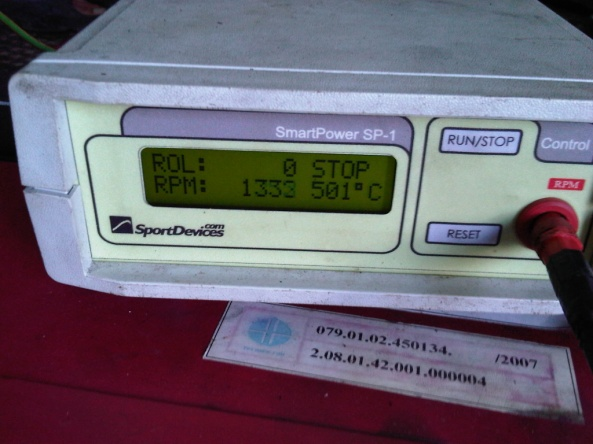 SmartPower SP-1
ROL: 0 STOP
RPM: 1333 501°C
SportDevices.com
RUN/STOP
Control
RPM
RESET
079.01.02.450134. /2007
2.08.01.42.001.000004